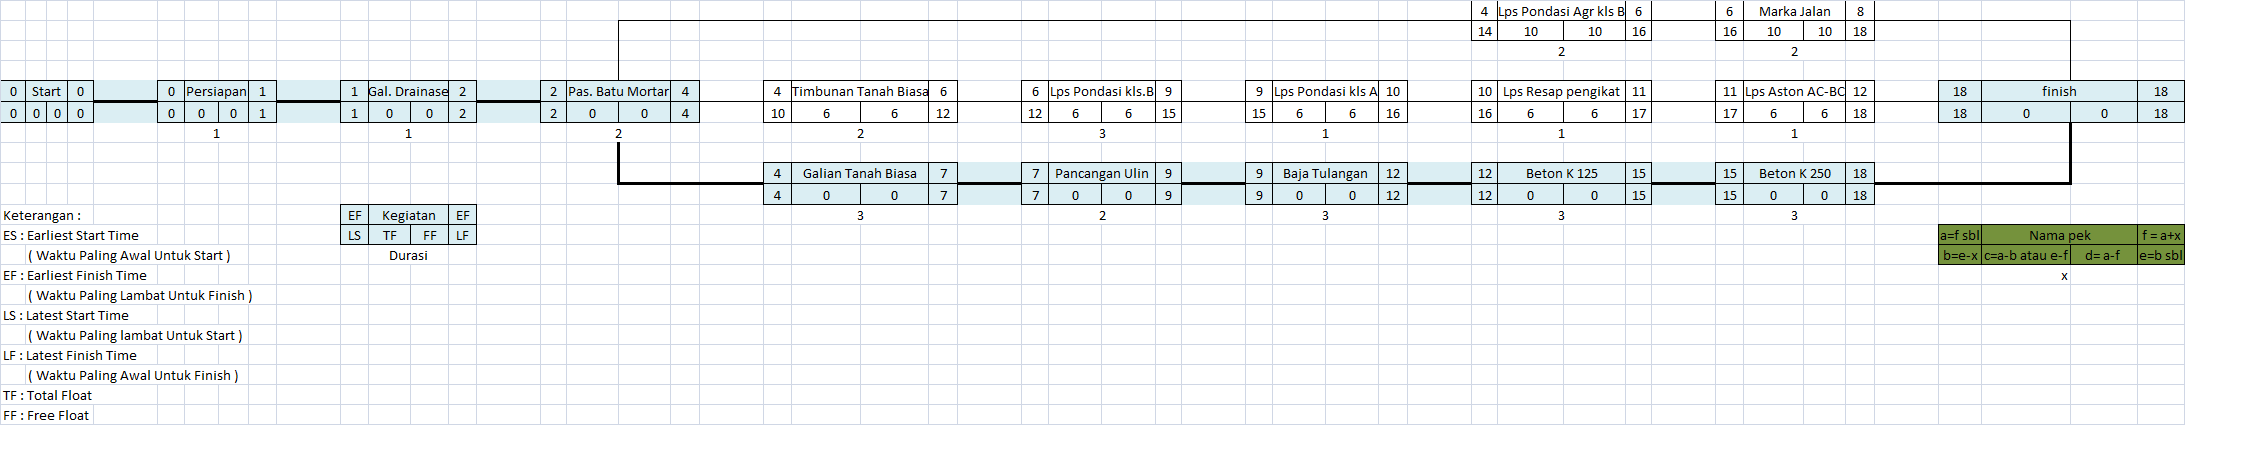 4 Lps Pondasi Agr kls B 6 6 Marka Jalan 8
14 10 10 16 16 10 10 18
2 2
0 Start 0 0 Persiapan 1 1 Gal. Drainase 2 2 Pas. Batu Mortar 4 4 Timbunan Tanah Biasa 6 6 Lps Pondasi kls.B 9 9 Lps Pondasi kls A 10 10 Lps Resap pengikat 11 11 Lps Aston AC-BC 12 18 finish 18
0 0 0 0 0 0 0 1 1 0 0 2 2 0 0 4 10 6 6 12 12 6 6 15 15 6 6 16 16 6 6 17 17 6 6 18 18 0 0 18
1 1 2 2 3 1 1 1
4 Galian Tanah Biasa 7 7 Pancangan Ulin 9 9 Baja Tulangan 12 12 Beton K 125 15 15 Beton K 250 18
4 0 0 7 7 0 0 9 9 0 0 12 12 0 0 15 15 0 0 18
Keterangan : EF Kegiatan EF 3 2 3 3 3
ES : Earliest Start Time LS TF FF LF a=f sbl Nama pek f = a+x
( Waktu Paling Awal Untuk Start ) Durasi b=e-x c=a-b atau e-f d= a-f e=b sbl
EF : Earliest Finish Time x
( Waktu Paling Lambat Untuk Finish )
LS : Latest Start Time
( Waktu Paling lambat Untuk Start )
LF : Latest Finish Time
( Waktu Paling Awal Untuk Finish )
TF : Total Float
FF : Free Float